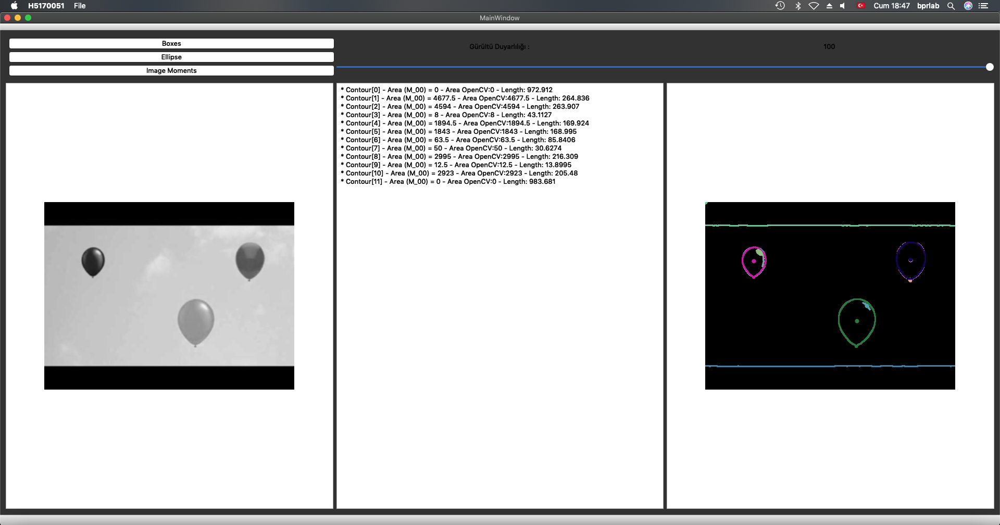 H5170051 File Cum 18:47 bprlab
MainWindow
Boxes
Ellipse
Image Moments
Gürültü Duyarlılığı : 100
* Contour[0] - Area (M_00) = 0 - Area OpenCV:0 - Length: 972.912
* Contour[1] - Area (M_00) = 4677.5 - Area OpenCV:4677.5 - Length: 264.836
* Contour[2] - Area (M_00) = 4594 - Area OpenCV:4594 - Length: 263.907
* Contour[3] - Area (M_00) = 8 - Area OpenCV:8 - Length: 43.1127
* Contour[4] - Area (M_00) = 1894.5 - Area OpenCV:1894.5 - Length: 169.924
* Contour[5] - Area (M_00) = 1843 - Area OpenCV:1843 - Length: 168.995
* Contour[6] - Area (M_00) = 63.5 - Area OpenCV:63.5 - Length: 85.8406
* Contour[7] - Area (M_00) = 50 - Area OpenCV:50 - Length: 30.6274
* Contour[8] - Area (M_00) = 2995 - Area OpenCV:2995 - Length: 216.309
* Contour[9] - Area (M_00) = 12.5 - Area OpenCV:12.5 - Length: 13.8995
* Contour[10] - Area (M_00) = 2923 - Area OpenCV:2923 - Length: 205.48
* Contour[11] - Area (M_00) = 0 - Area OpenCV:0 - Length: 983.681